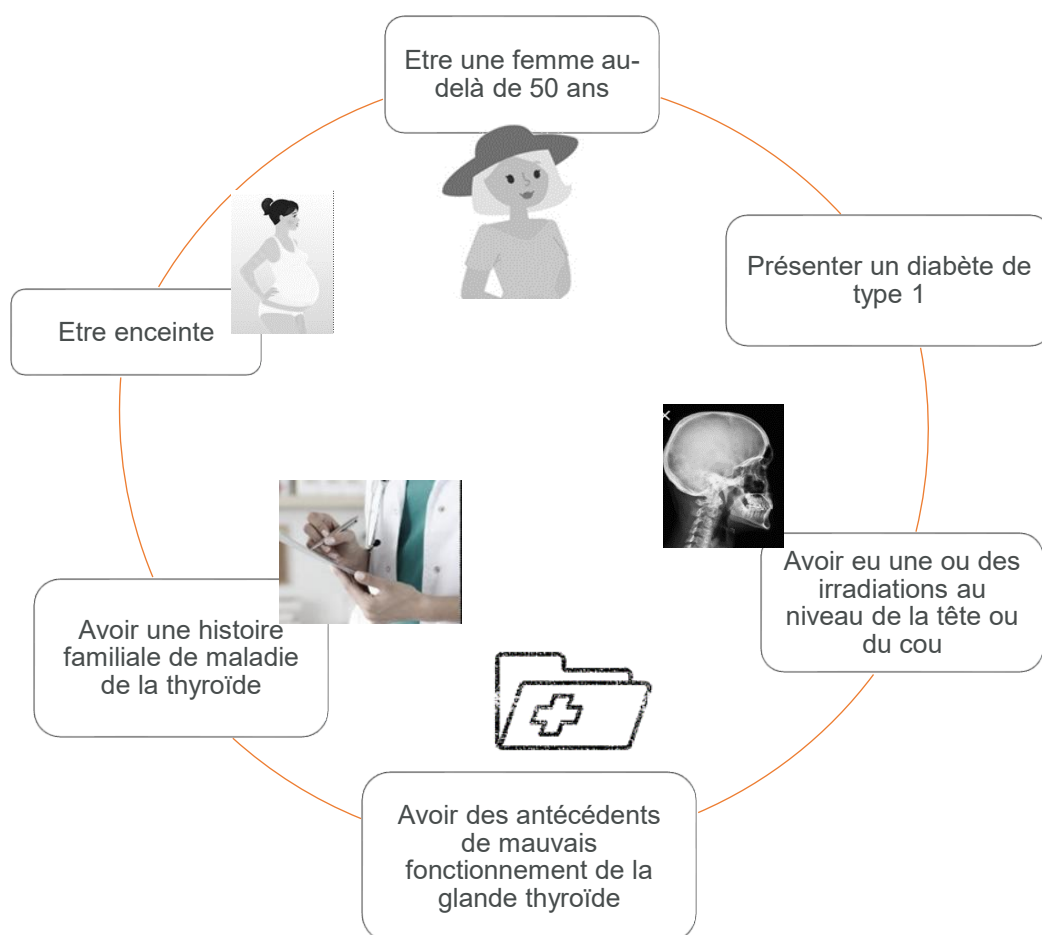 Etre une femme au-
delà de 50 ans
Présenter un diabète de
type 1
Avoir eu une ou des
irradiations au
niveau de la tête ou
du cou
Avoir des antécédents
de mauvais
fonctionnement de la
glande thyroïde
Avoir une histoire
familiale de maladie
de la thyroïde
Etre enceinte